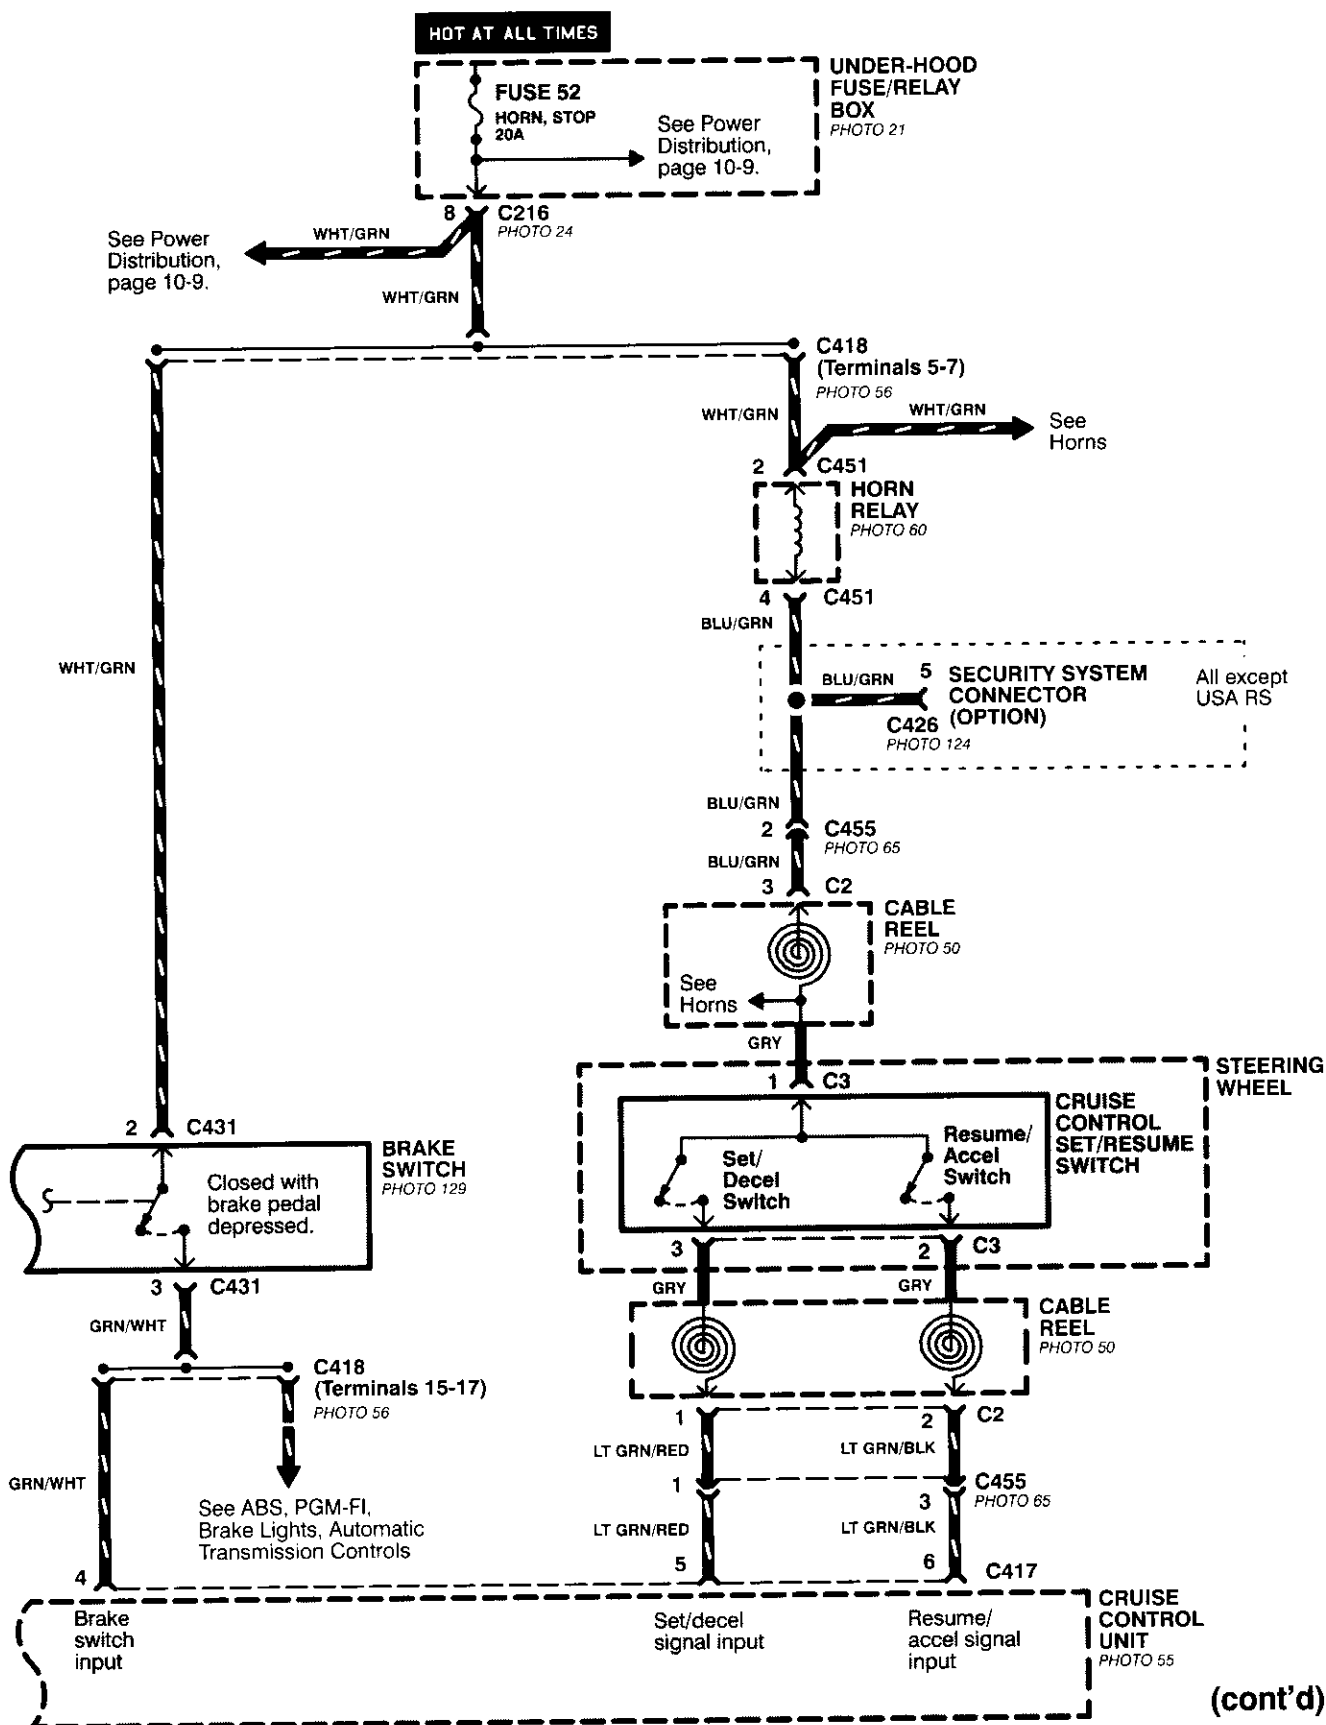 HOT AT ALL TIMES
UNDER-HOOD
FUSE/RELAY
BOX
PHOTO 21
FUSE 52
HORN, STOP
20A
See Power
Distribution,
page 10-9.
8
C216
PHOTO 24
WHT/GRN
See Power
Distribution,
page 10-9.
WHT/GRN
C418
(Terminals 5-7)
PHOTO 56
WHT/GRN
WHT/GRN
See
Horns
2
C451
HORN
RELAY
PHOTO 60
4
C451
BLU/GRN
WHT/GRN
BLU/GRN
5
SECURITY SYSTEM
CONNECTOR
(OPTION)
All except
USA RS
C426
PHOTO 124
BLU/GRN
2
C455
PHOTO 65
BLU/GRN
3
C2
CABLE
REEL
PHOTO 50
See
Horns
GRY
1
C3
STEERING
WHEEL
CRUISE
CONTROL
SET/RESUME
SWITCH
Set/
Decel
Switch
Resume/
Accel
Switch
2
C431
BRAKE
SWITCH
PHOTO 129
Closed with
brake pedal
depressed.
3
2
C3
3
C431
GRY
GRY
GRN/WHT
CABLE
REEL
PHOTO 50
C418
(Terminals 15-17)
PHOTO 56
1
2
C2
LT GRN/RED
LT GRN/BLK
GRN/WHT
1
C455
PHOTO 65
3
See ABS, PGM-FI,
Brake Lights, Automatic
Transmission Controls
LT GRN/RED
LT GRN/BLK
4
5
6
C417
Brake
switch
input
Set/decel
signal input
Resume/
accel signal
input
CRUISE
CONTROL
UNIT
PHOTO 55
(cont'd)